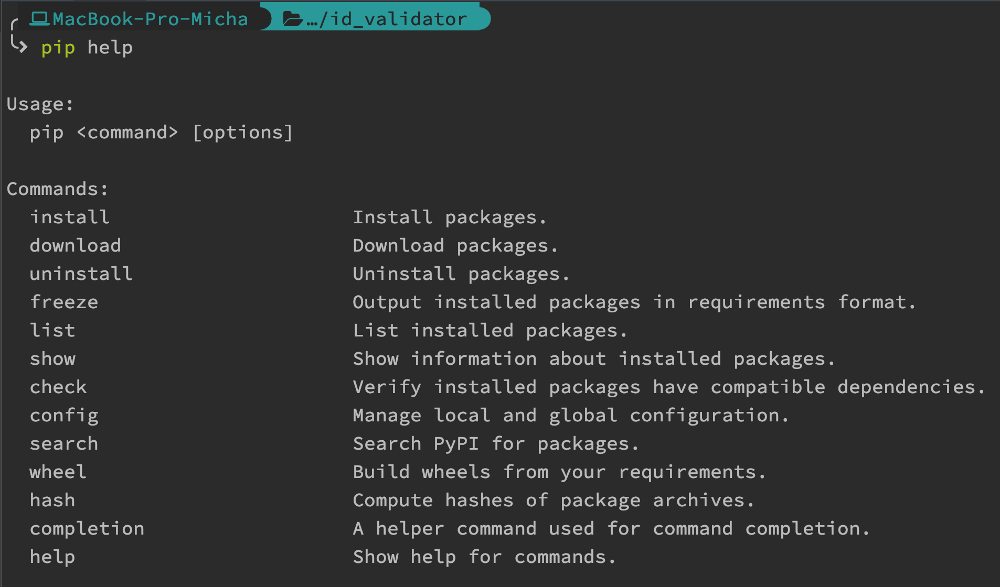 MacBook-Pro-Micha …/id_validator
pip help
Usage:
pip <command> [options]
Commands:
install Install packages.
download Download packages.
uninstall Uninstall packages.
freeze Output installed packages in requirements format.
list List installed packages.
show Show information about installed packages.
check Verify installed packages have compatible dependencies.
config Manage local and global configuration.
search Search PyPI for packages.
wheel Build wheels from your requirements.
hash Compute hashes of package archives.
completion A helper command used for command completion.
help Show help for commands.